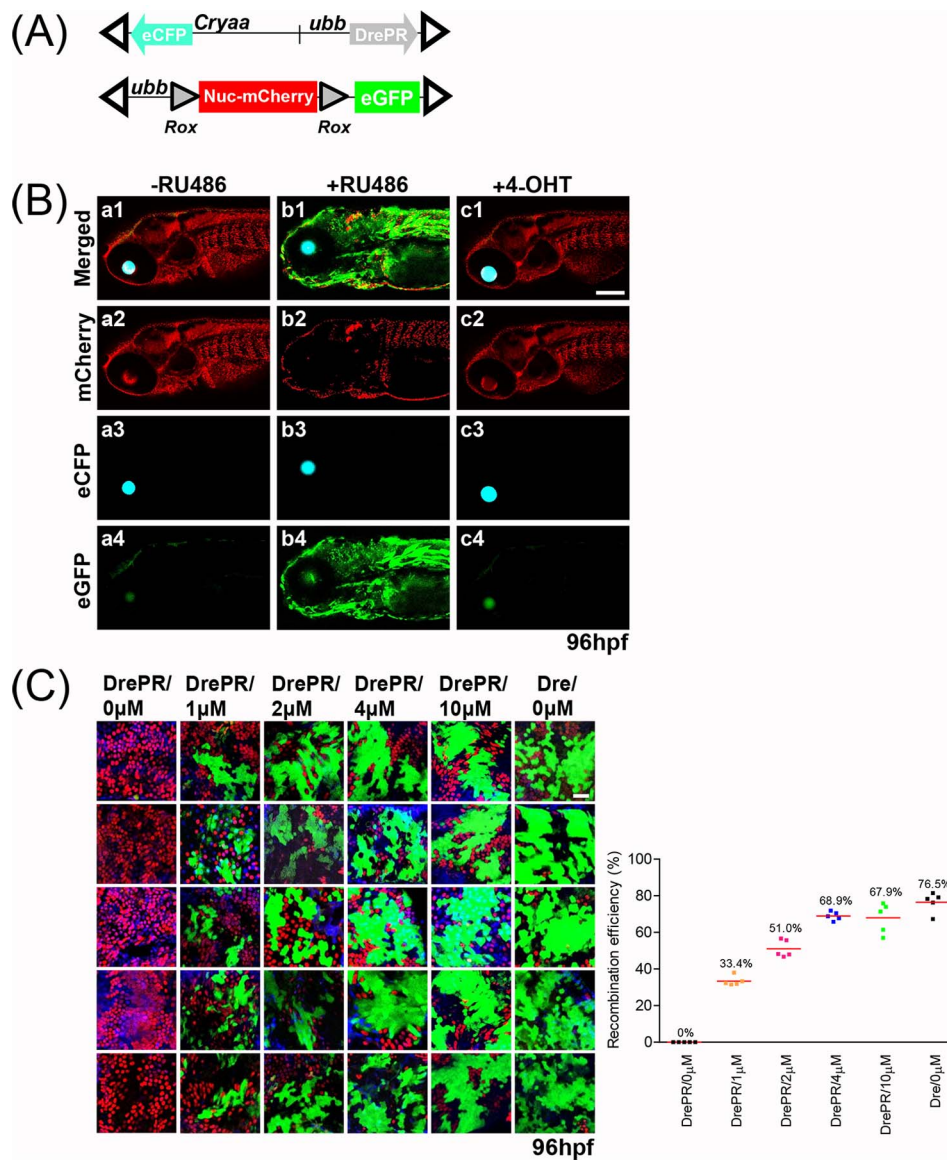 (A)
eCFP Cryaa ubb DrePR
ubb Nuc-mCherry eGFP
Rox Rox
(B)
-RU486 +RU486 +4-OHT
Merged a1 b1 c1
mCherry a2 b2 c2
eCFP a3 b3 c3
eGFP a4 b4 c4
96hpf
(C)
DrePR/ DrePR/ DrePR/ DrePR/ DrePR/ Dre/
0μM 1μM 2μM 4μM 10μM 0μM
96hpf
Recombination efficiency (%)
100
80
60
40
20
0
0%
33.4%
51.0%
68.9%
67.9%
76.5%
DrePR/0μM
DrePR/1μM
DrePR/2μM
DrePR/4μM
DrePR/10μM
Dre/0μM